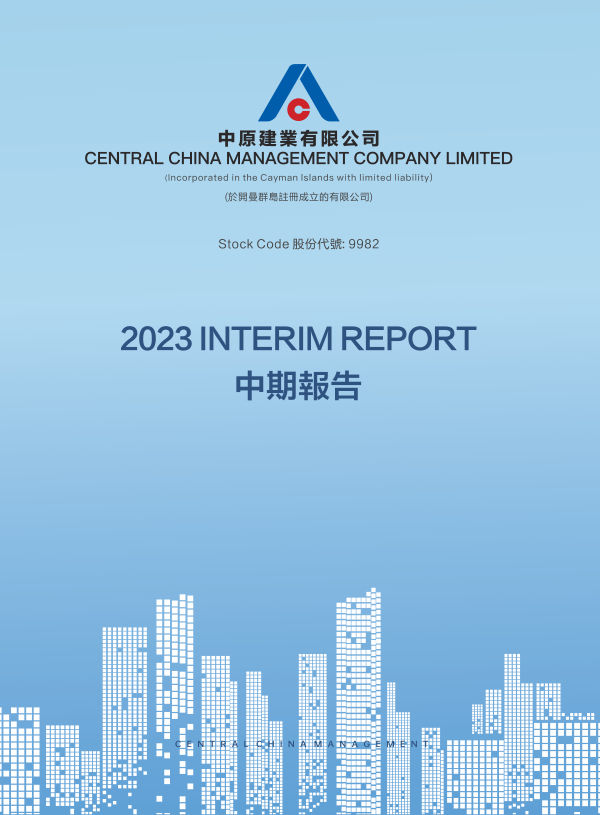 中原建業有限公司
CENTRAL CHINA MANAGEMENT COMPANY LIMITED
(Incorporated in the Cayman Islands with limited liability)
(於開曼群島註冊成立的有限公司)
Stock Code 股份代號: 9982
2023 INTERIM REPORT
中期報告
CENTRAL CHINA MANAGEMENT